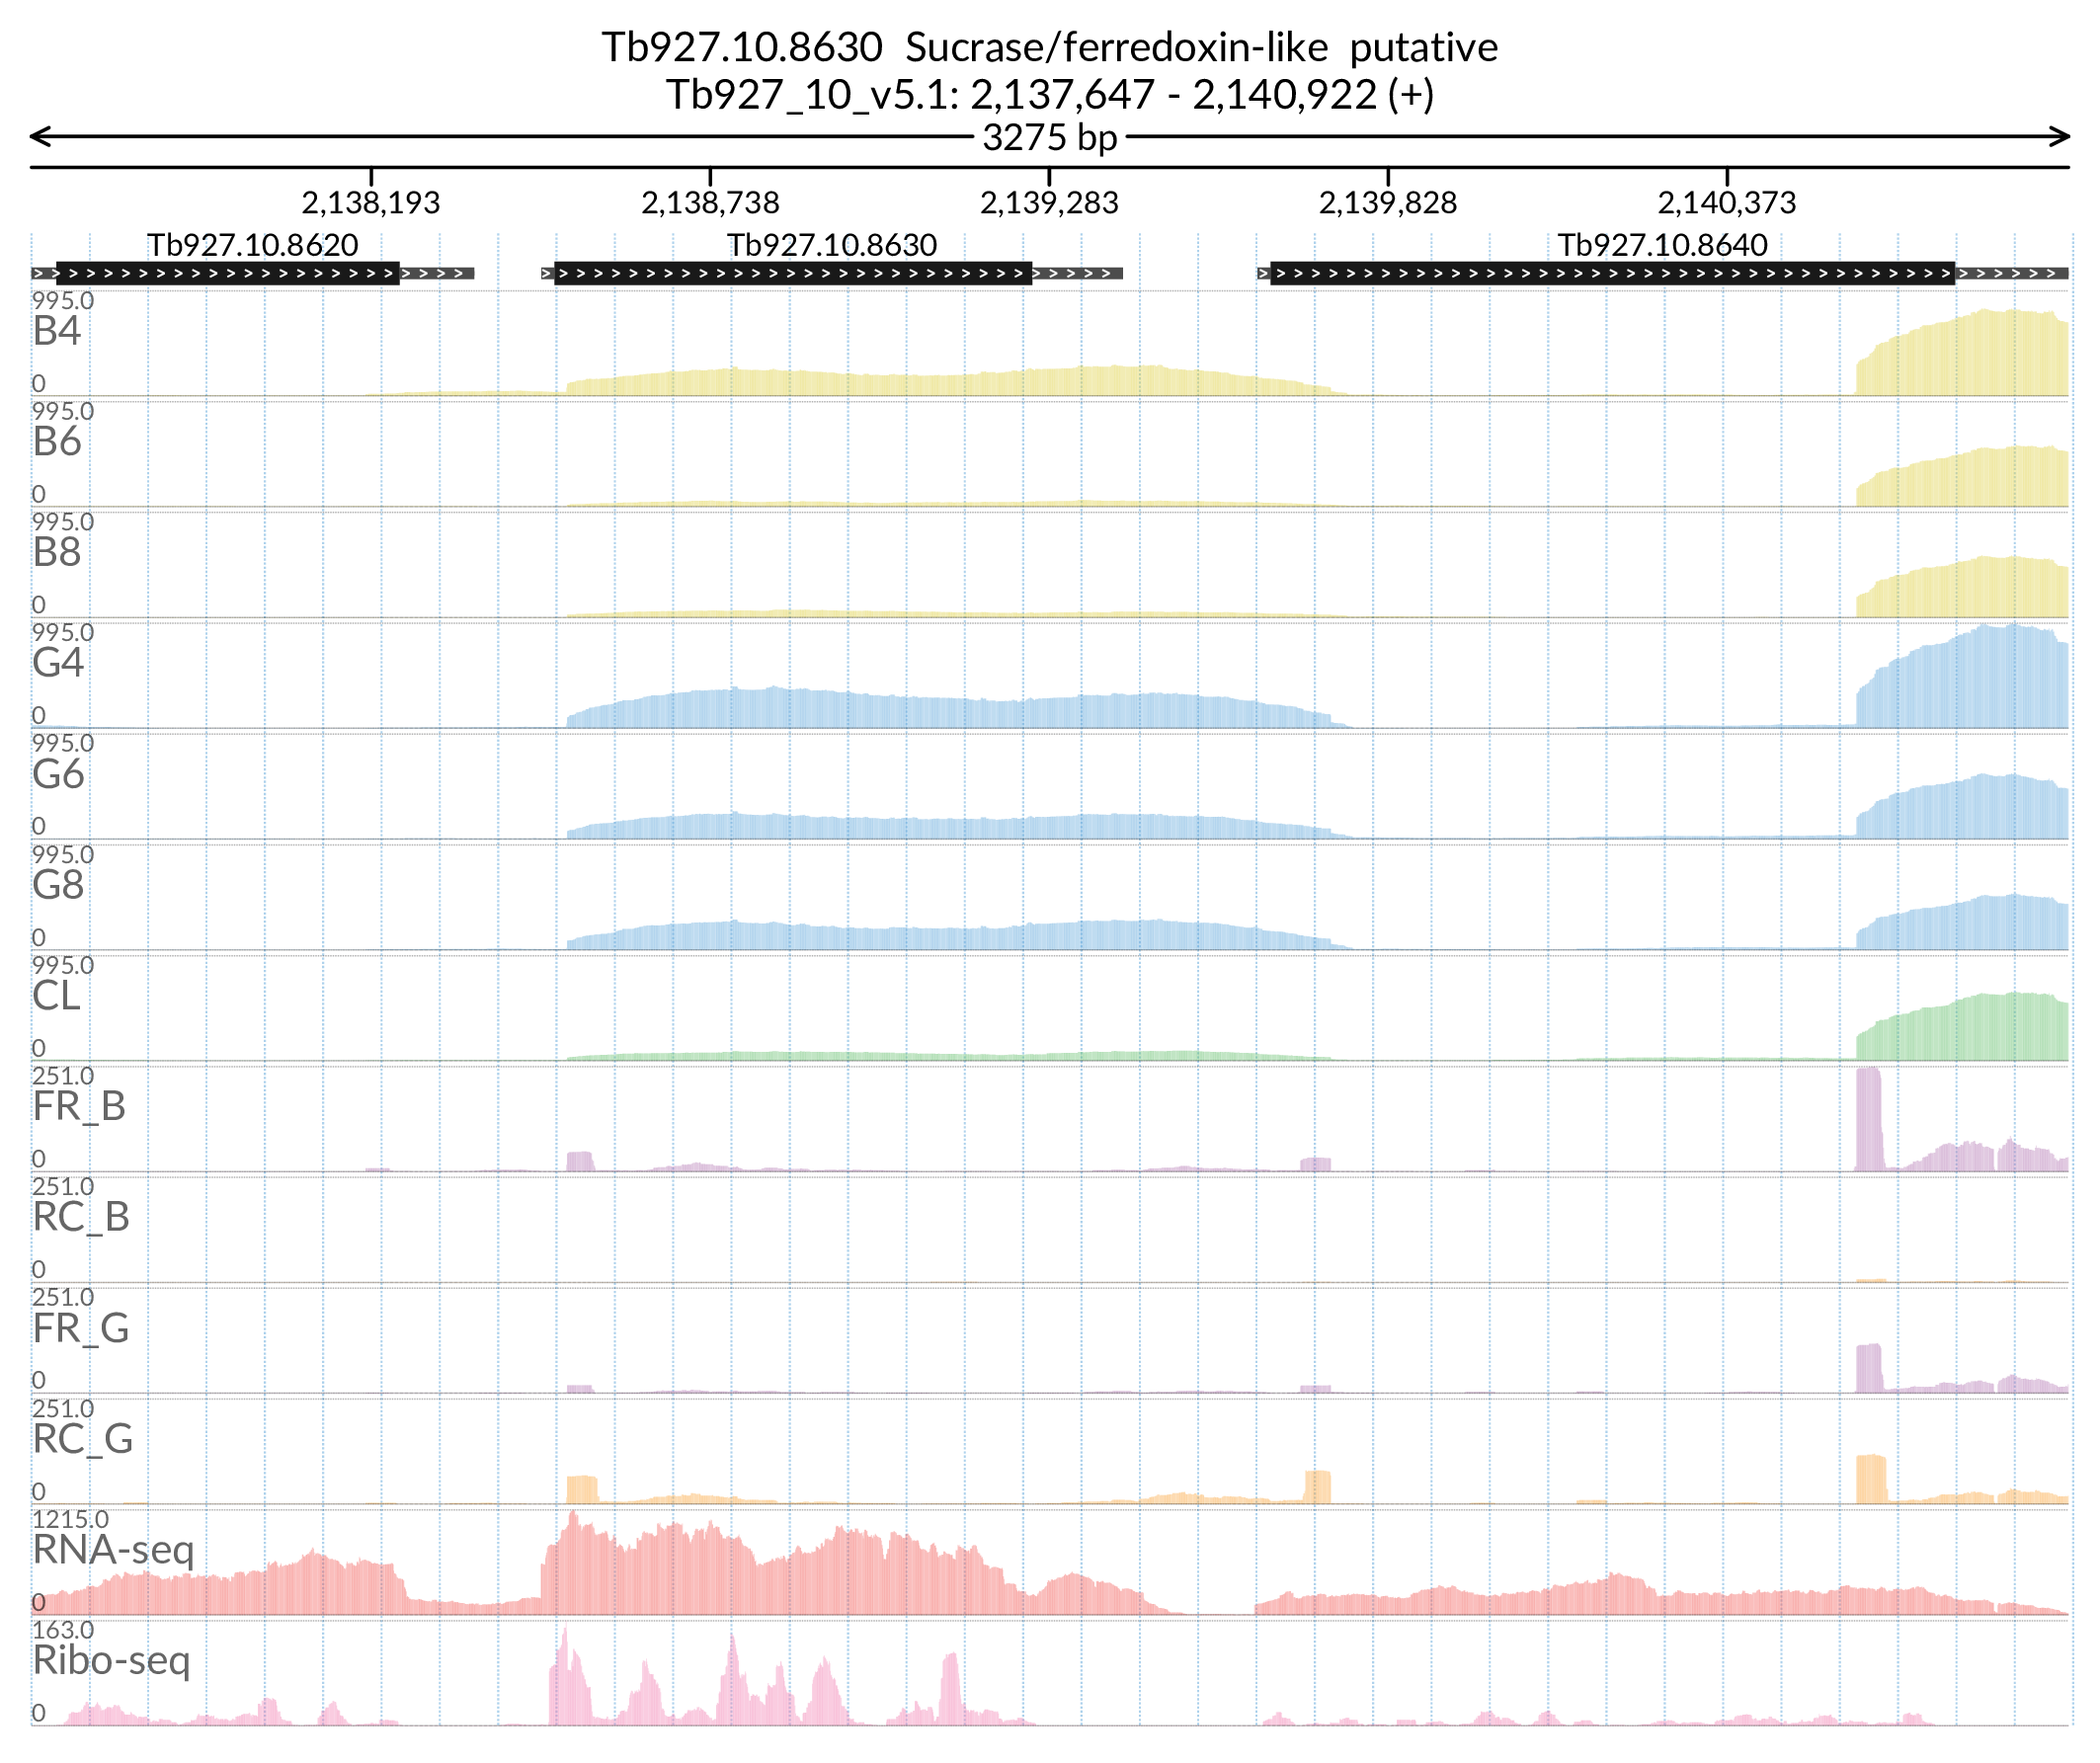 Tb927.10.8630 Sucrase/ferredoxin-like putative
Tb927_10_v5.1: 2,137,647 - 2,140,922 (+)
3275 bp
2,138,193 2,138,738 2,139,283 2,139,828 2,140,373
Tb927.10.8620 Tb927.10.8630 Tb927.10.8640
995.0
B4
0
995.0
B6
0
995.0
B8
0
995.0
G4
0
995.0
G6
0
995.0
G8
0
995.0
CL
0
251.0
FR_B
0
251.0
RC_B
0
251.0
FR_G
0
251.0
RC_G
0
1215.0
RNA-seq
0
163.0
Ribo-seq
0